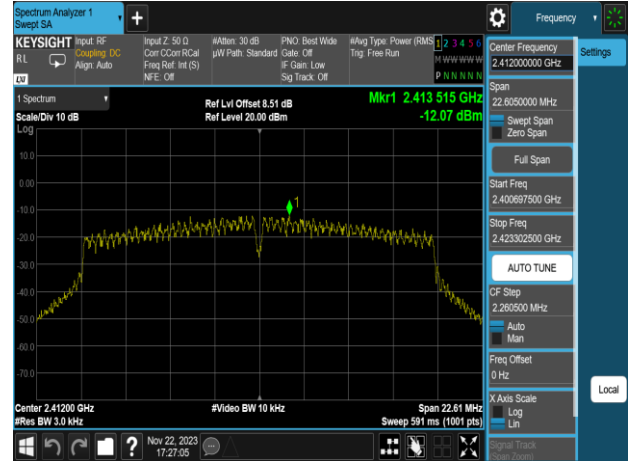 Spectrum Analyzer 1
Swept SA
+
Frequency
KEYSIGHT
RL
LXI
Input: RF
Coupling: DC
Align: Auto
Input Z: 50 Ω
Corr CCorr RCal
Freq Ref: Int (S)
NFE: Off
#Atten: 30 dB
µW Path: Standard
PNO: Best Wide
Gate: Off
IF Gain: Low
Sig Track: Off
#Avg Type: Power (RMS
Trig: Free Run
1 2 3 4 5 6
M W W W W W
P N N N N N
1 Spectrum
Scale/Div 10 dB
Ref Lvl Offset 8.51 dB
Ref Level 20.00 dBm
Mkr1 2.413 515 GHz
-12.07 dBm
Log
10.0
0.00
-10.0
-20.0
-30.0
-40.0
-50.0
-60.0
-70.0
1
Center 2.41200 GHz
#Res BW 3.0 kHz
#Video BW 10 kHz
Span 22.61 MHz
Sweep 591 ms (1001 pts)
Nov 22, 2023
17:27:05
?
Center Frequency
2.412000000 GHz
Settings
Span
22.6050000 MHz
Swept Span
Zero Span
Full Span
Start Freq
2.400697500 GHz
Stop Freq
2.423302500 GHz
AUTO TUNE
CF Step
2.260500 MHz
Auto
Man
Freq Offset
0 Hz
X Axis Scale
Log
Lin
Local
Signal Track
(Span Zoom)